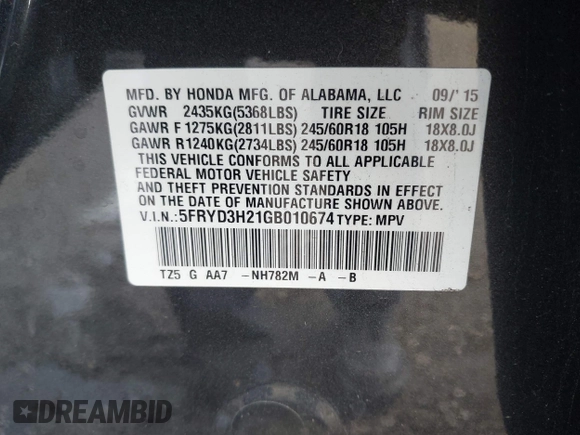 MFD. BY HONDA MFG. OF ALABAMA, LLC 09/'15
GVWR 2435KG(5368LBS) TIRE SIZE RIM SIZE
GAWR F 1275KG(2811LBS) 245/60R18 105H 18X8.0J
GAWR R1240KG(2734LBS) 245/60R18 105H 18X8.0J
THIS VEHICLE CONFORMS TO ALL APPLICABLE
FEDERAL MOTOR VEHICLE SAFETY
AND THEFT PREVENTION STANDARDS IN EFFECT
ON THE DATE OF MANUFACTURE SHOWN ABOVE.
V.I.N.:5FRYD3H21GB010674 TYPE: MPV
TZ5 G AA7 -NH782M -A -B
DREAMBID